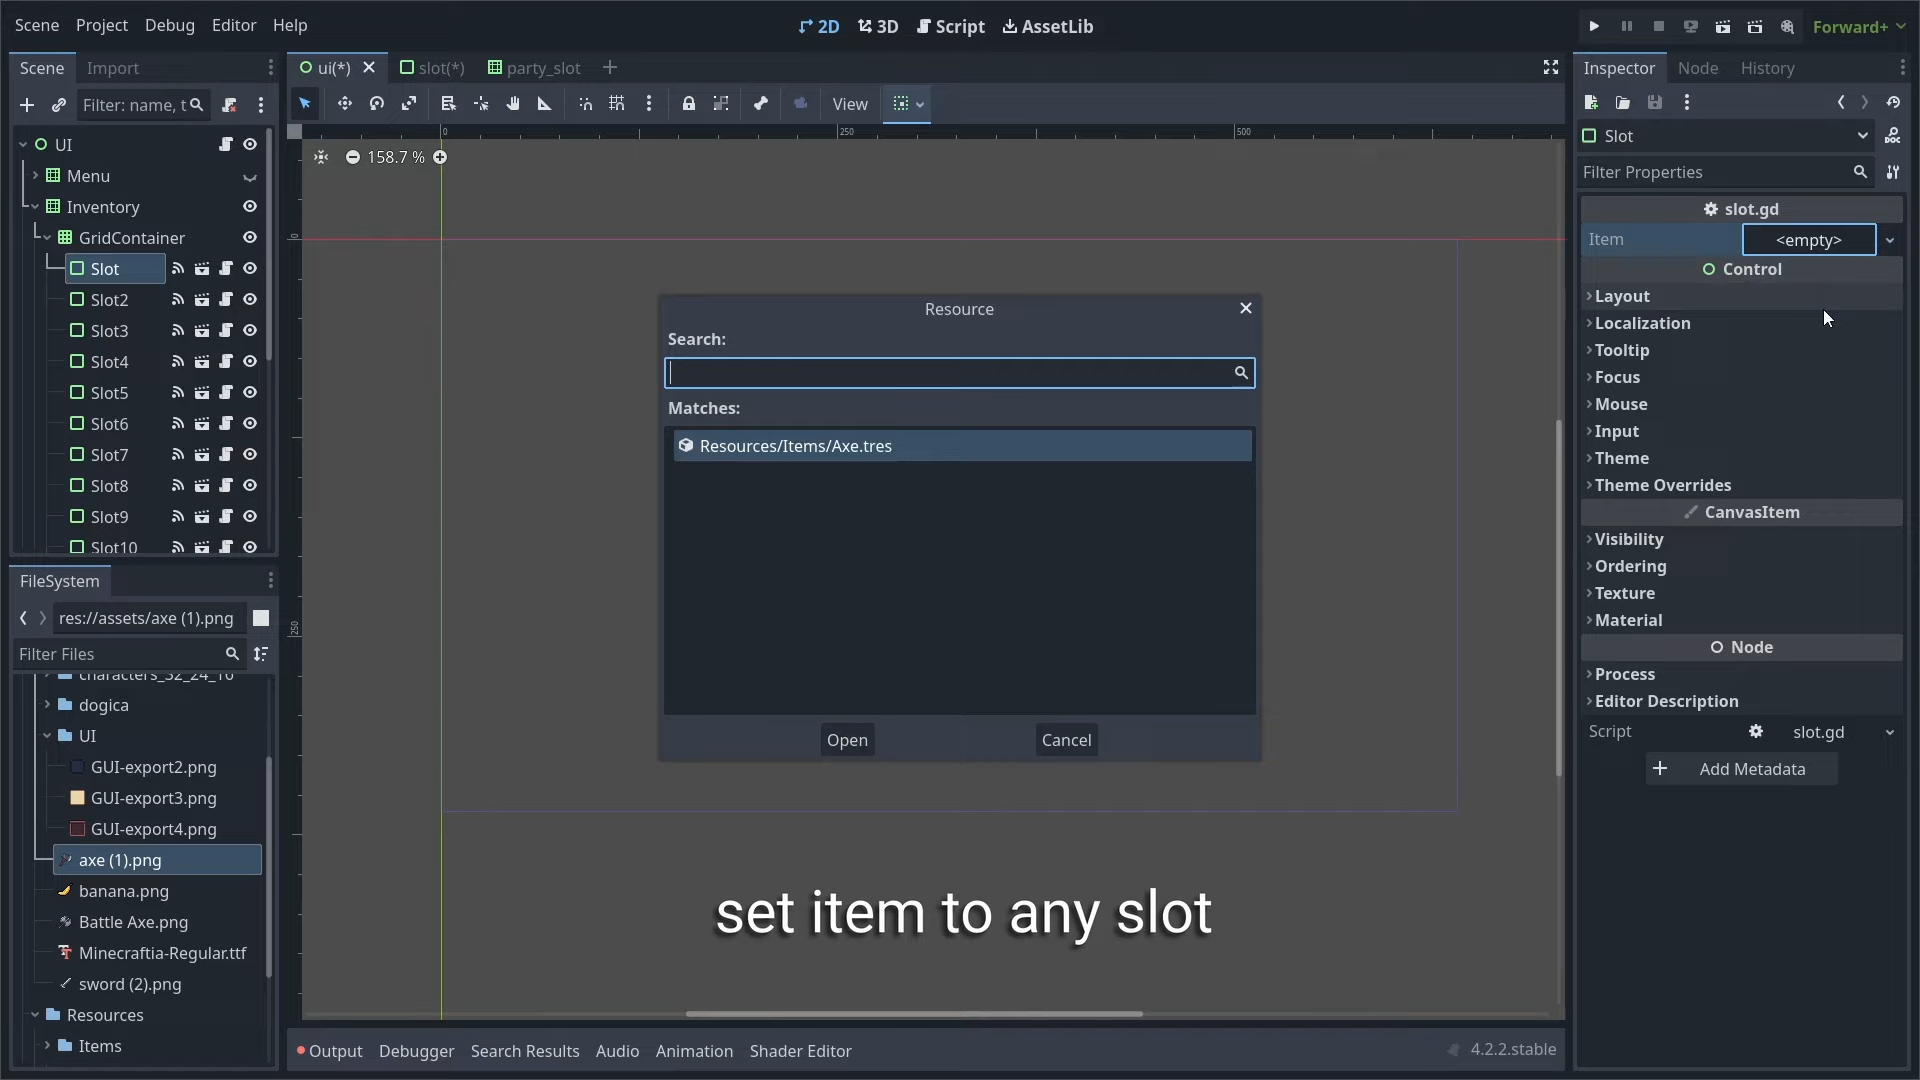 Scene Project Debug Editor Help
2D 3D Script AssetLib
Forward+
Scene Import
ui(*) slot(*) party_slot
Inspector Node History
Filter: name, t
View
0 250 500
0
250
158.7 %
UI
Menu
Inventory
GridContainer
Slot
Slot2
Slot3
Slot4
Slot5
Slot6
Slot7
Slot8
Slot9
Slot10
FileSystem
res://assets/axe (1).png
Filter Files
characters_32_24_16
dogica
UI
GUI-export2.png
GUI-export3.png
GUI-export4.png
axe (1).png
banana.png
Battle Axe.png
Minecraftia-Regular.ttf
sword (2).png
Resources
Items
Resource
Search:
Matches:
Resources/Items/Axe.tres
Open Cancel
set item to any slot
Output Debugger Search Results Audio Animation Shader Editor
4.2.2.stable
Slot
Filter Properties
slot.gd
Item <empty>
Control
Layout
Localization
Tooltip
Focus
Mouse
Input
Theme
Theme Overrides
CanvasItem
Visibility
Ordering
Texture
Material
Node
Process
Editor Description
Script slot.gd
Add Metadata